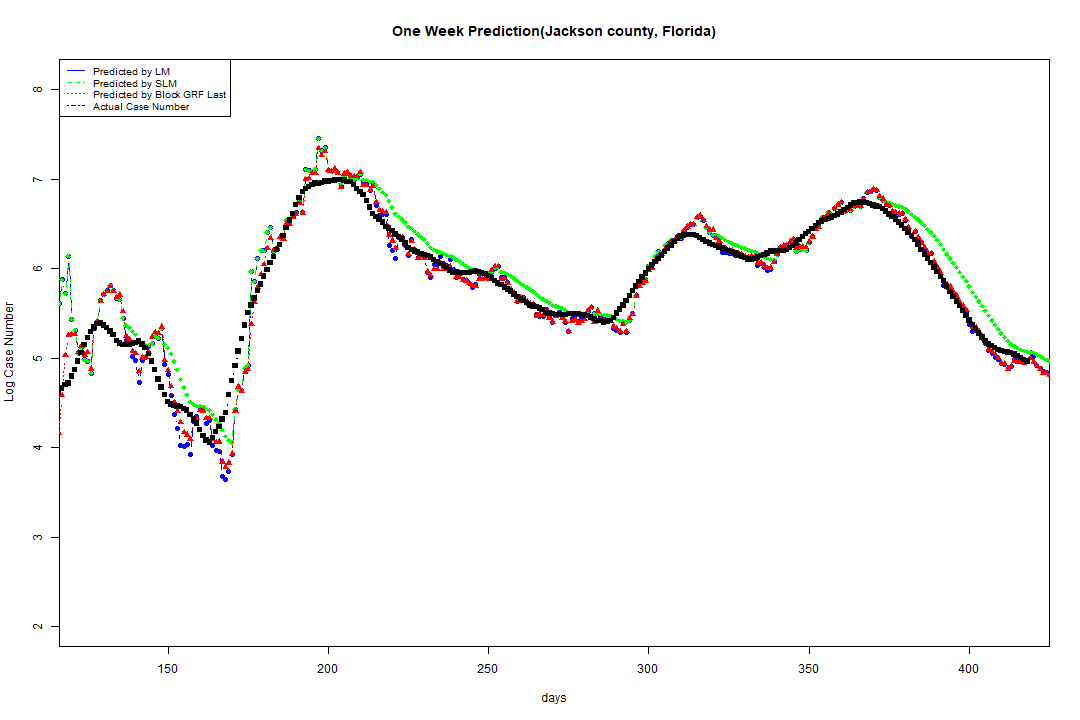 One Week Prediction(Jackson county, Florida)
Predicted by LM
Predicted by SLM
Predicted by Block GRF Last
Actual Case Number
8
7
6
5
4
3
2
Log Case Number
150 200 250 300 350 400
days